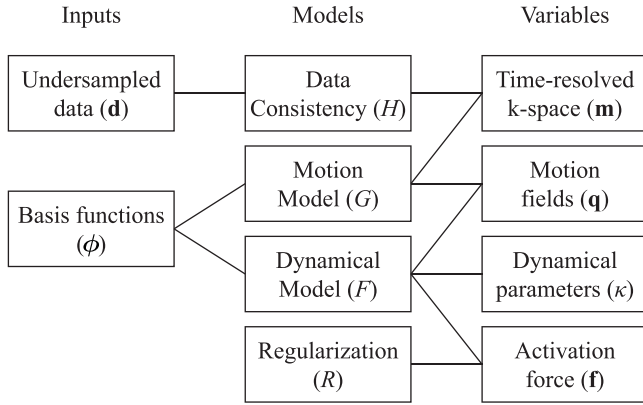 Inputs
Models
Variables
Undersampled
data (d)
Data
Consistency (H)
Time-resolved
k-space (m)
Basis functions
(ϕ)
Motion
Model (G)
Motion
fields (q)
Dynamical
Model (F)
Dynamical
parameters (κ)
Regularization
(R)
Activation
force (f)